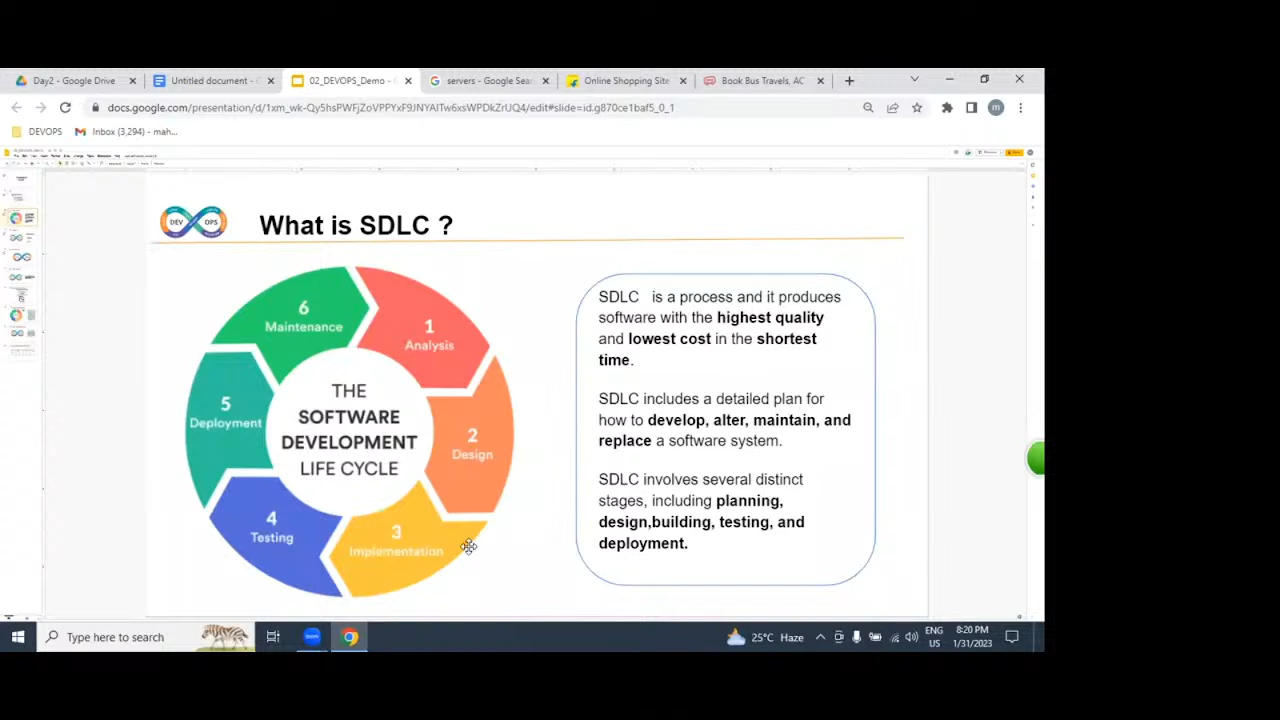 Day2 - Google Drive
Untitled document - G
02_DEVOPS_Demo - G
servers - Google Sea
Online Shopping Site
Book Bus Travels, AC
docs.google.com/presentation/d/1xm_wk-Qy5hsPWFjZoVPPYxF9JNYAITw6xsWPDkZrUQ4/edit#slide=id.g870ce1baf5_0_1
m
DEVOPS
Inbox (3,294) - mah...
DEV OPS
What is SDLC ?
6
Maintenance
1
Analysis
5
Deployment
2
Design
4
Testing
3
Implementation
THE
SOFTWARE
DEVELOPMENT
LIFE CYCLE
SDLC is a process and it produces
software with the highest quality
and lowest cost in the shortest
time.
SDLC includes a detailed plan for
how to develop, alter, maintain, and
replace a software system.
SDLC involves several distinct
stages, including planning,
design,building, testing, and
deployment.
Type here to search
25°C Haze
ENG
US
8:20 PM
1/31/2023